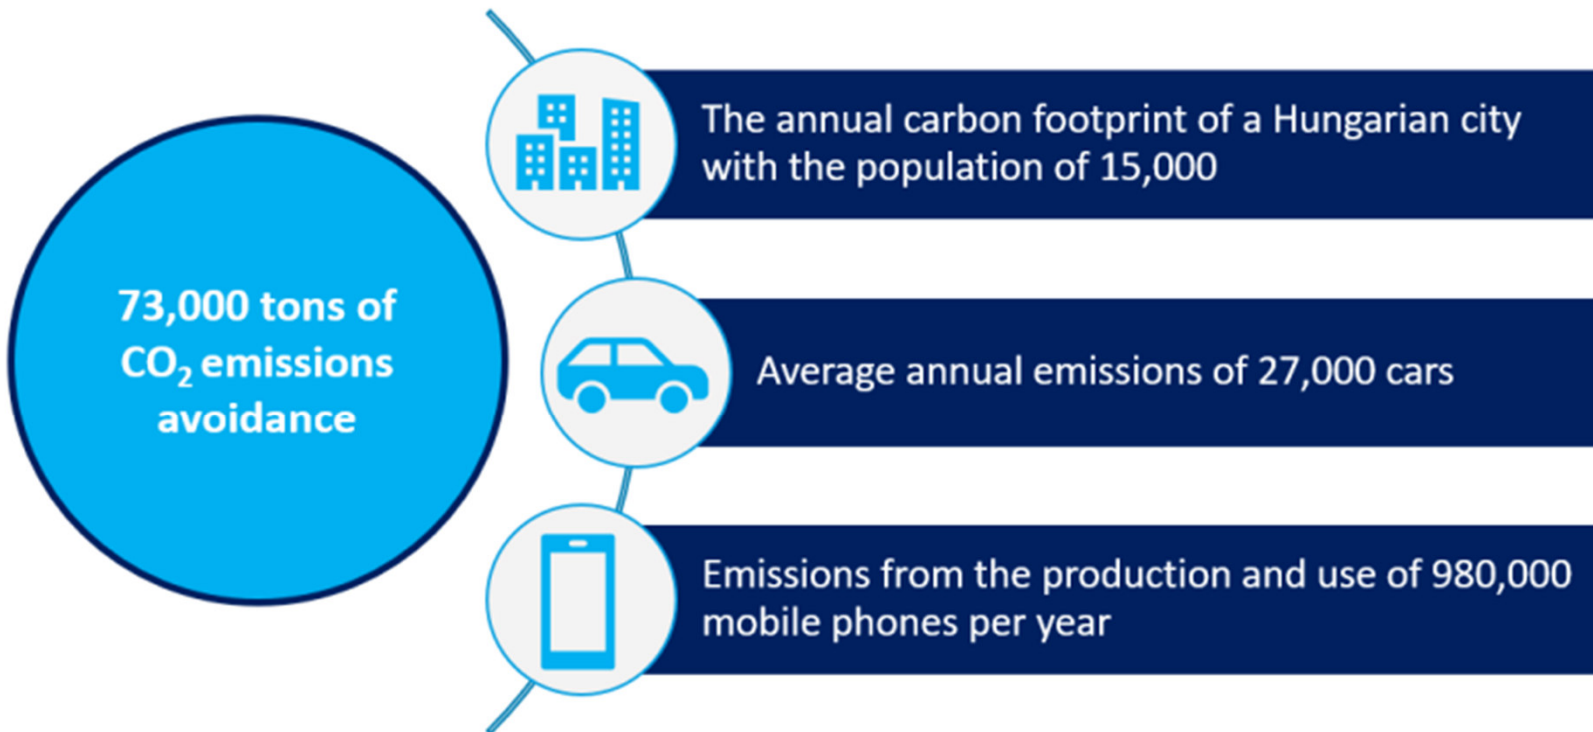 73,000 tons of
CO₂ emissions
avoidance
The annual carbon footprint of a Hungarian city
with the population of 15,000
Average annual emissions of 27,000 cars
Emissions from the production and use of 980,000
mobile phones per year